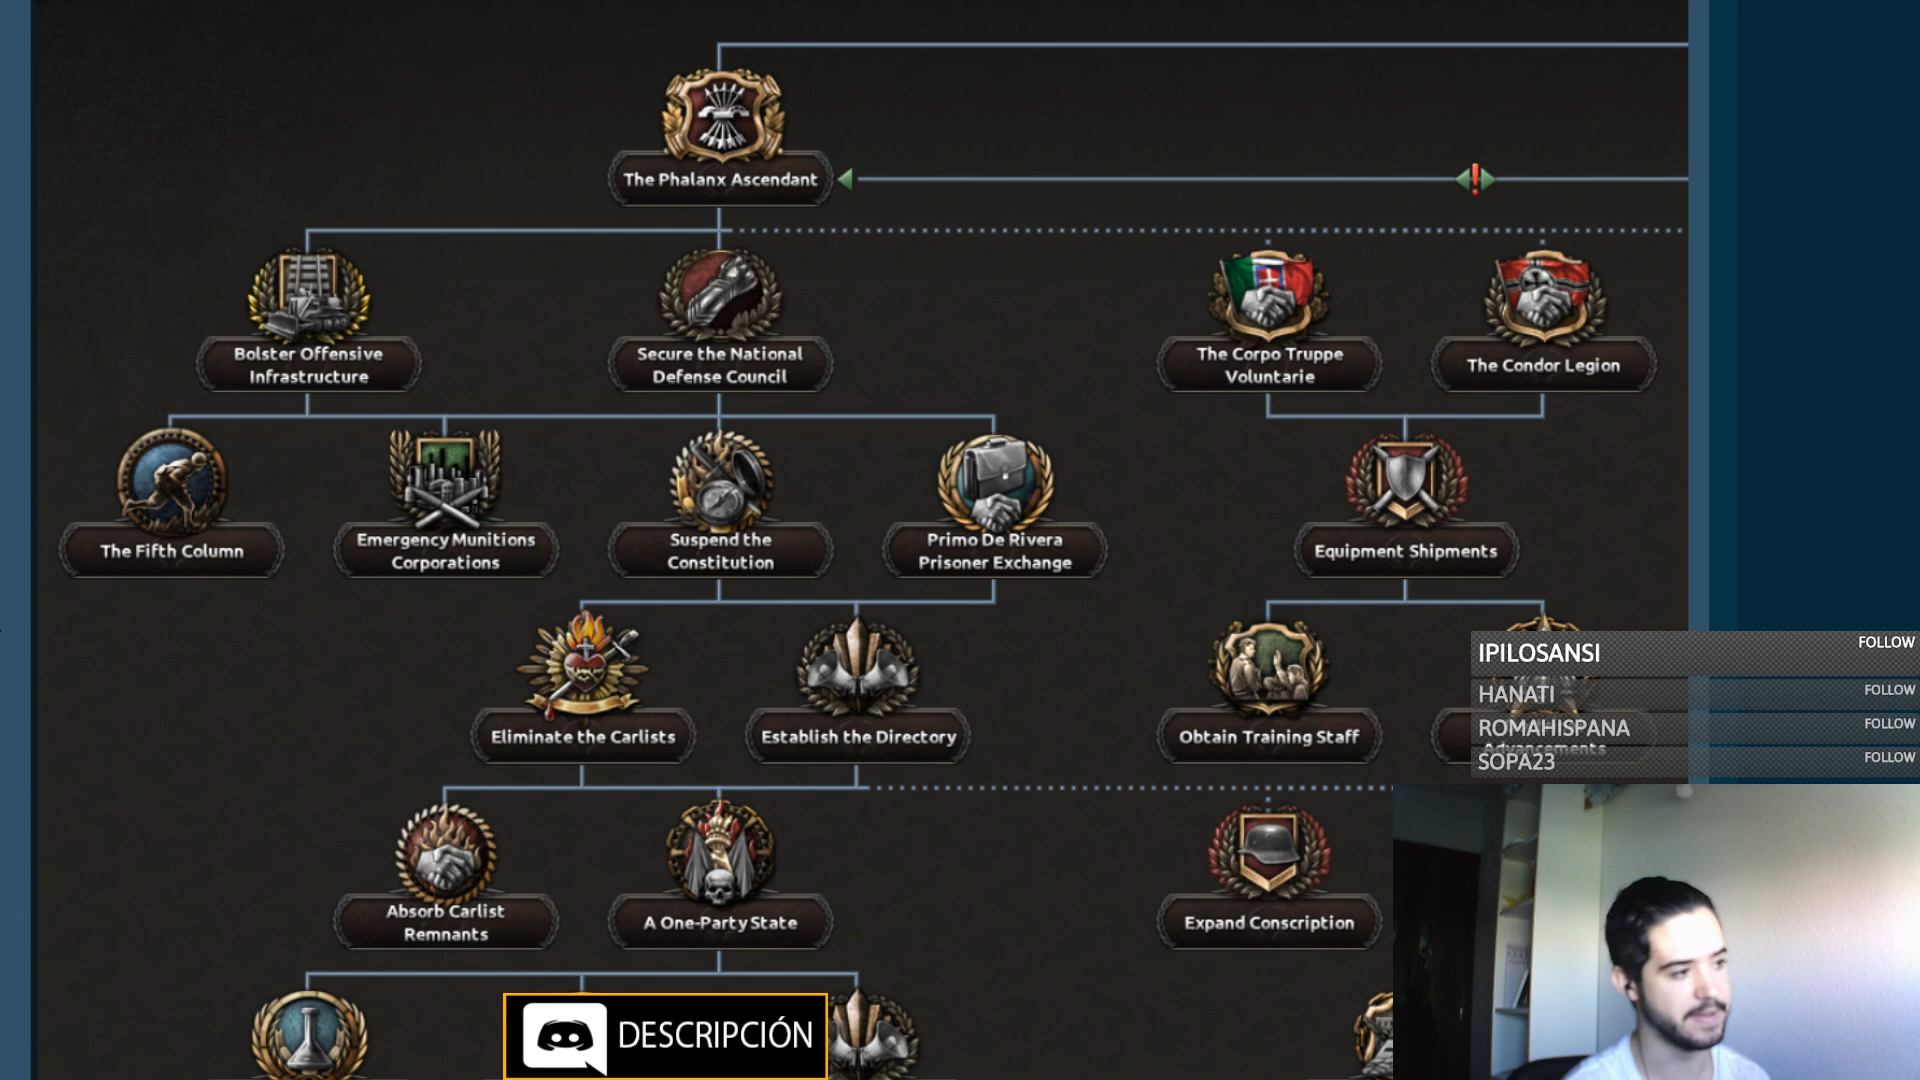 The Phalanx Ascendant
Bolster Offensive
Infrastructure
Secure the National
Defense Council
The Corpo Truppe
Voluntarie
The Condor Legion
The Fifth Column
Emergency Munitions
Corporations
Suspend the
Constitution
Primo De Rivera
Prisoner Exchange
Equipment Shipments
IPILOSANSI FOLLOW
HANATI FOLLOW
ROMAHISPANA FOLLOW
Advancements
SOPA23 FOLLOW
Eliminate the Carlists
Establish the Directory
Obtain Training Staff
Absorb Carlist
Remnants
A One-Party State
Expand Conscription
DESCRIPCIÓN